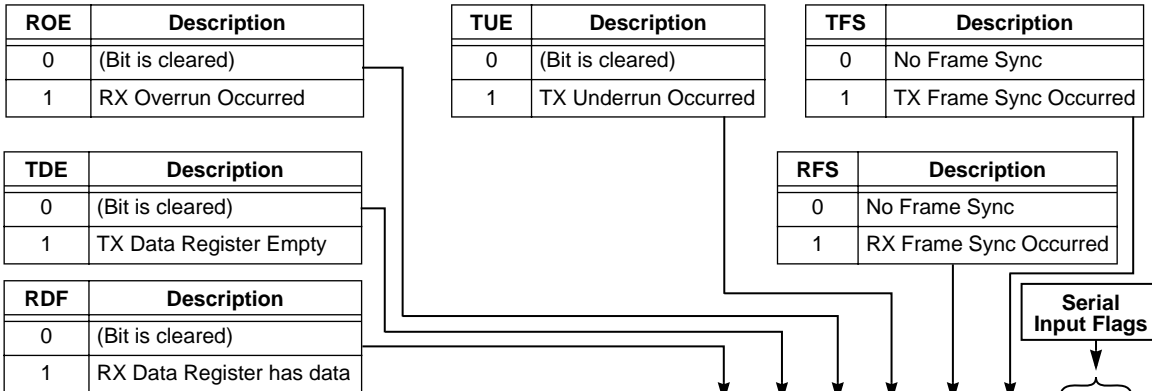 ROE Description
0 (Bit is cleared)
1 RX Overrun Occurred
TUE Description
0 (Bit is cleared)
1 TX Underrun Occurred
TFS Description
0 No Frame Sync
1 TX Frame Sync Occurred
TDE Description
0 (Bit is cleared)
1 TX Data Register Empty
RFS Description
0 No Frame Sync
1 RX Frame Sync Occurred
RDF Description
0 (Bit is cleared)
1 RX Data Register has data
Serial
Input Flags